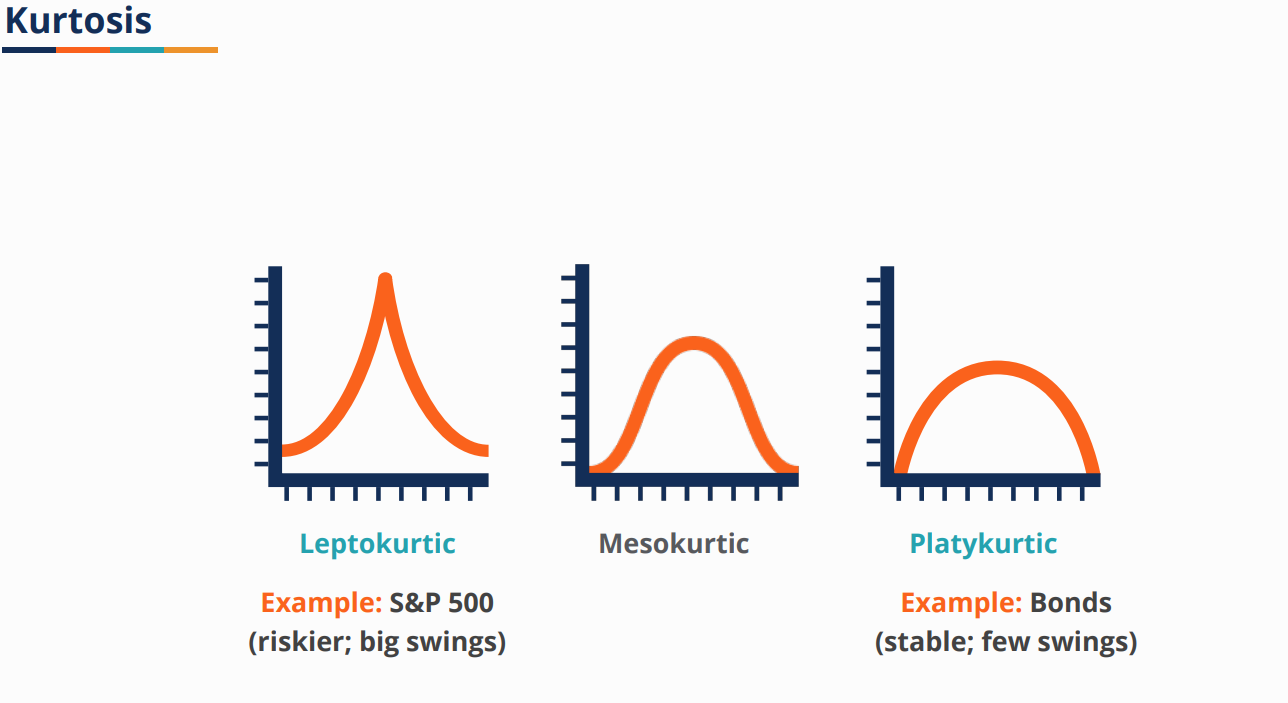 Kurtosis
Leptokurtic
Mesokurtic
Platykurtic
Example: S&P 500
(riskier; big swings)
Example: Bonds
(stable; few swings)